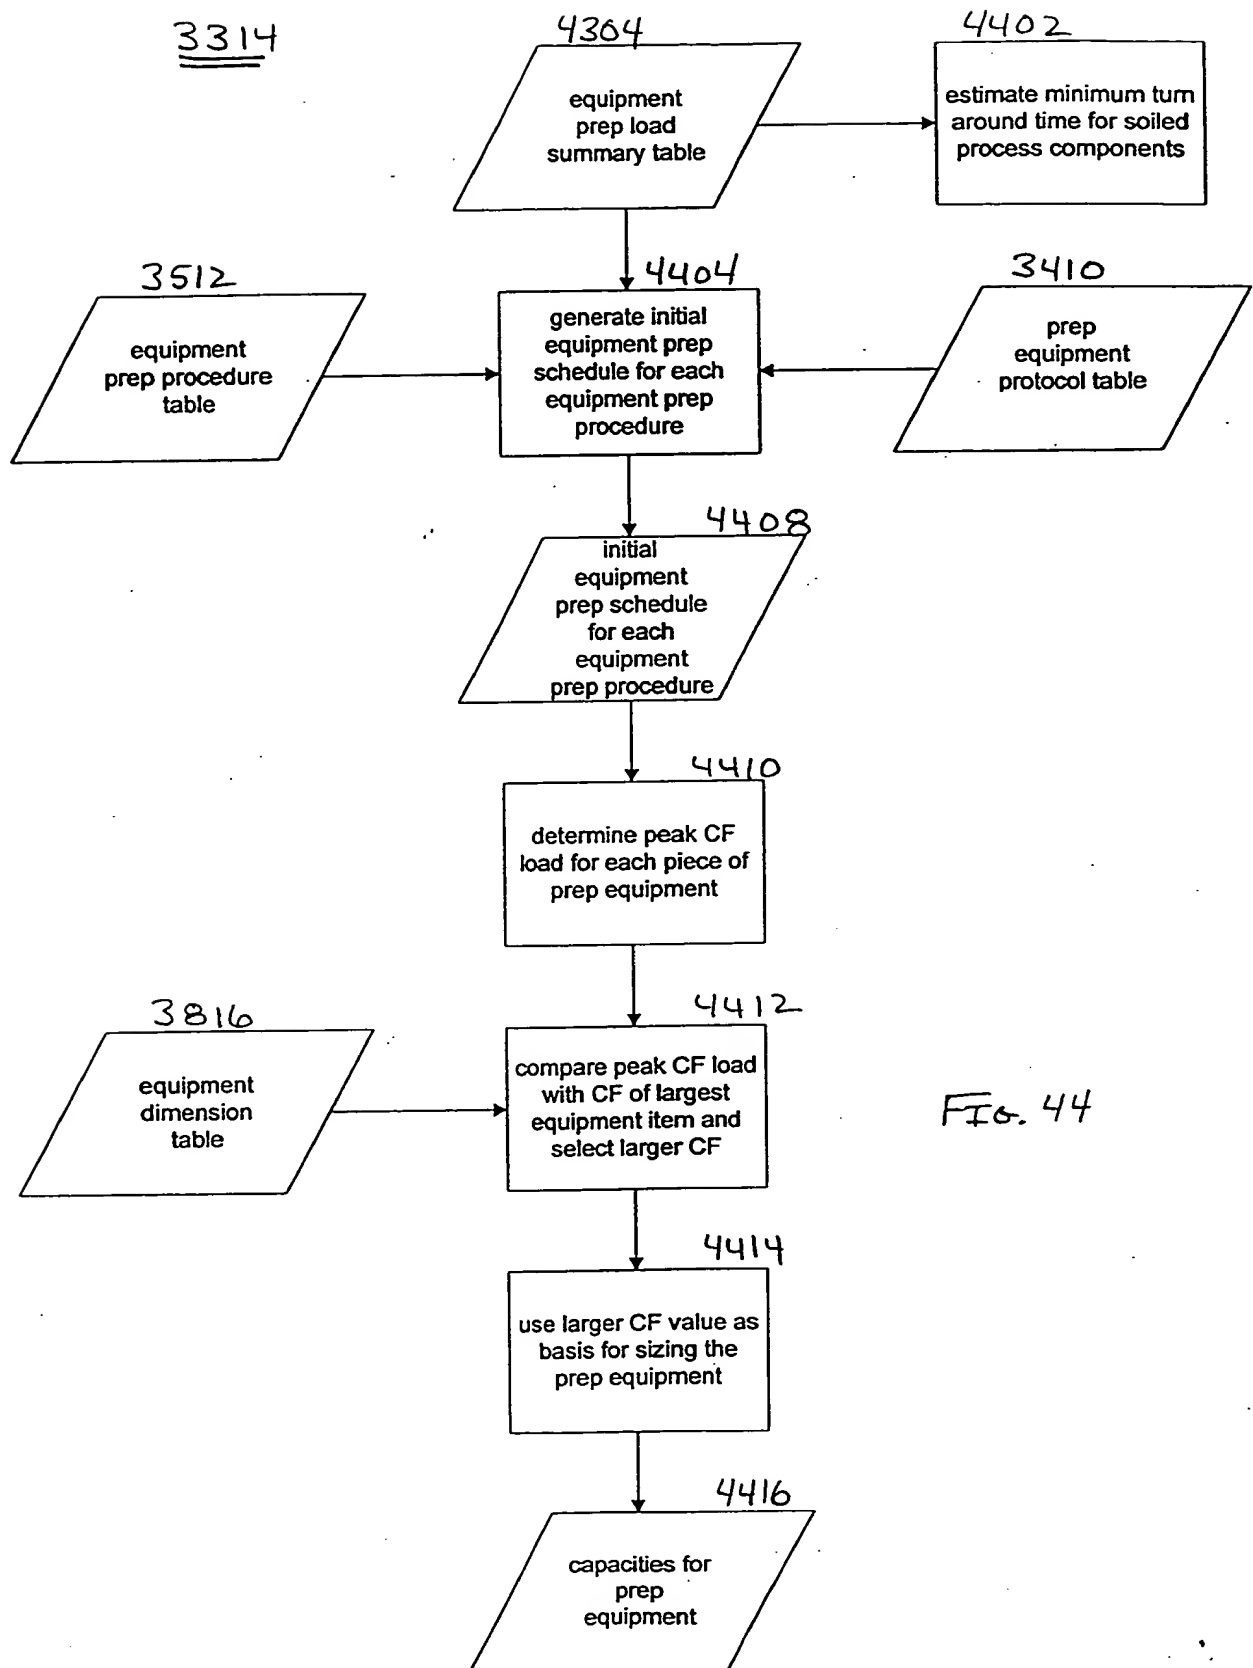 3314
4304
equipment
prep load
summary table
4402
estimate minimum turn
around time for soiled
process components
3512
equipment
prep procedure
table
4404
generate initial
equipment prep
schedule for each
equipment prep
procedure
3410
prep
equipment
protocol table
4408
initial
equipment
prep schedule
for each
equipment
prep procedure
4410
determine peak CF
load for each piece of
prep equipment
3816
equipment
dimension
table
4412
compare peak CF load
with CF of largest
equipment item and
select larger CF
FIG. 44
4414
use larger CF value as
basis for sizing the
prep equipment
4416
capacities for
prep
equipment